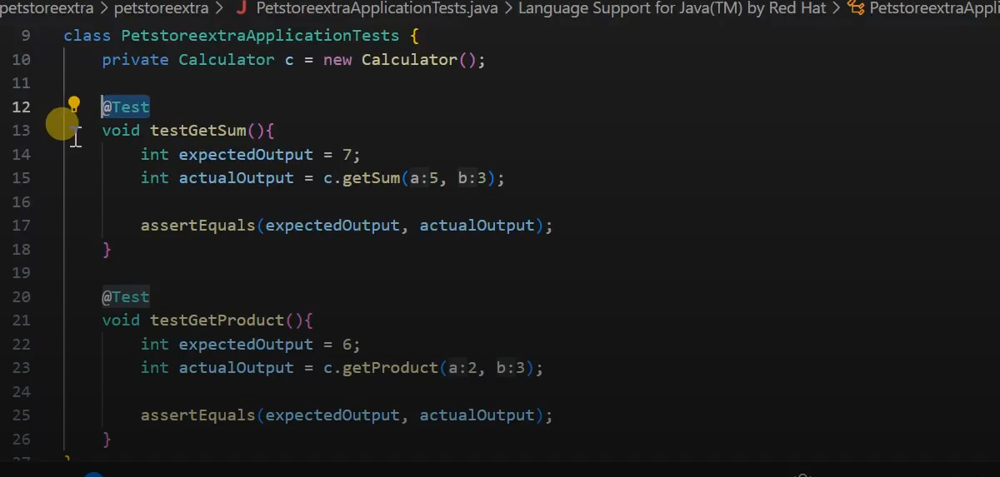 petstoreextra > petstoreextra > J PetstoreextraApplicationTests.java > Language Support for Java(TM) by Red Hat > PetstoreextraAppli
9 class PetstoreextraApplicationTests {
10 private Calculator c = new Calculator();
11
12 @Test
13 void testGetSum(){
14 int expectedOutput = 7;
15 int actualOutput = c.getSum(a:5, b:3);
16
17 assertEquals(expectedOutput, actualOutput);
18 }
19
20 @Test
21 void testGetProduct(){
22 int expectedOutput = 6;
23 int actualOutput = c.getProduct(a:2, b:3);
24
25 assertEquals(expectedOutput, actualOutput);
26 }
27 }